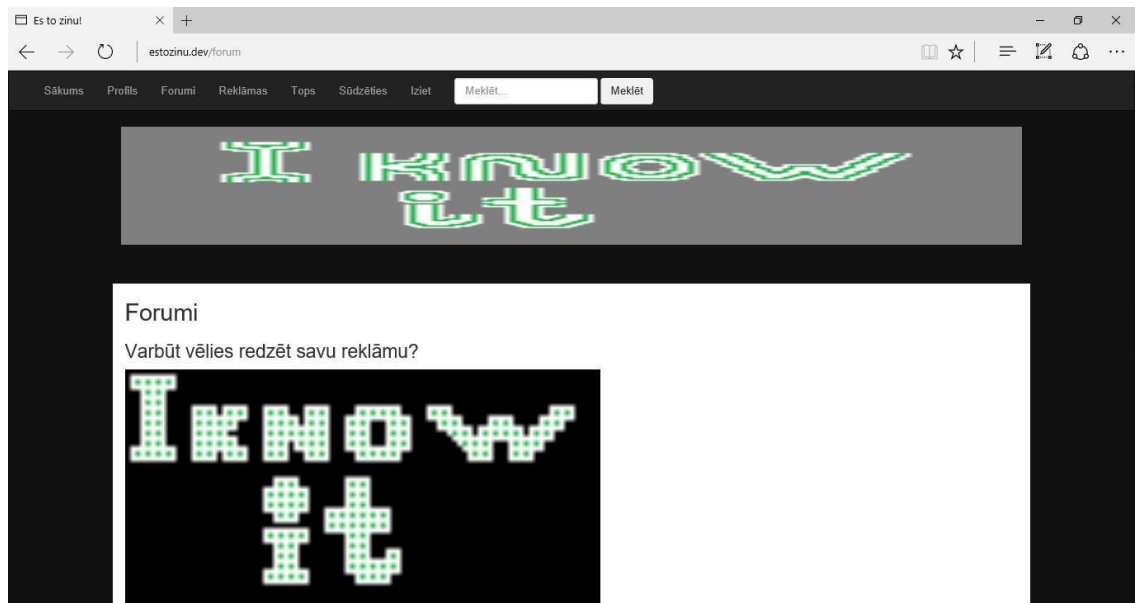 Es to zinu!
estozinu.dev/forum
Sākums Profils Forumi Reklāmas Tops Sūdzēties Iziet Meklēt... Meklēt
I know
it
Forumi
Varbūt vēlies redzēt savu reklāmu?
Iknow
it